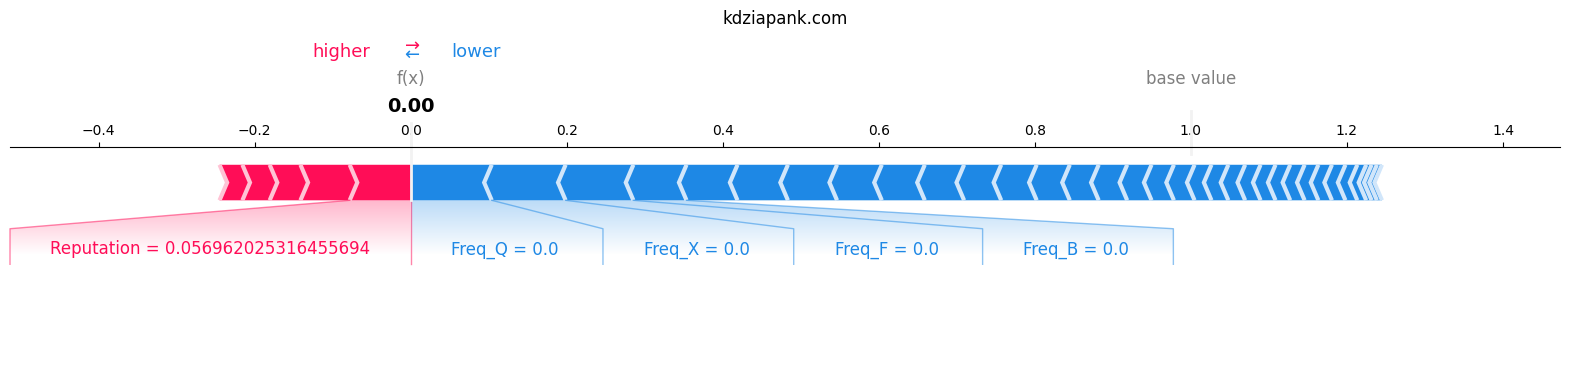 kdziapank.com
higher ⇄ lower
f(x) base value
0.00
−0.4 −0.2 0.0 0.2 0.4 0.6 0.8 1.0 1.2 1.4
Reputation = 0.056962025316455694 Freq_Q = 0.0 Freq_X = 0.0 Freq_F = 0.0 Freq_B = 0.0